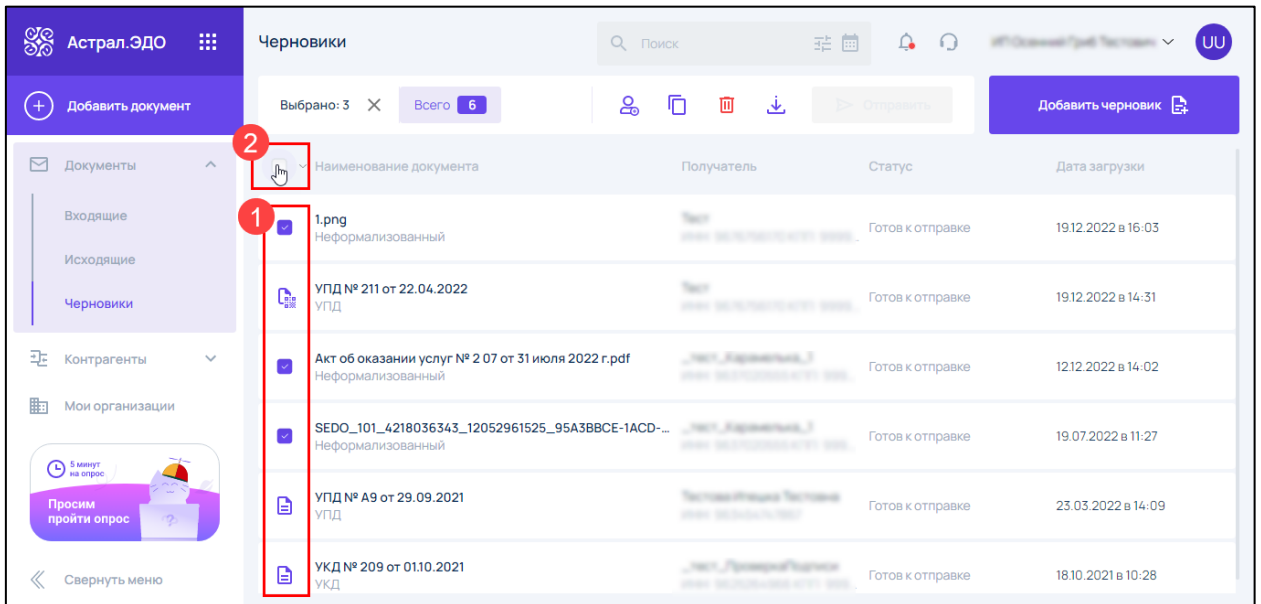 Астрал.ЭДО
Черновики
Поиск
UU
Добавить документ
Выбрано: 3
Всего 6
Отправить
Добавить черновик
2
Документы
Наименование документа
Получатель
Статус
Дата загрузки
1
Входящие
1.png
Неформализованный
Готов к отправке
19.12.2022 в 16:03
Исходящие
УПД № 211 от 22.04.2022
УПД
Готов к отправке
19.12.2022 в 14:31
Черновики
Контрагенты
Акт об оказании услуг № 2 07 от 31 июля 2022 г.pdf
Неформализованный
Готов к отправке
12.12.2022 в 14:02
Мои организации
SEDO_101_4218036343_12052961525_95A3BBCE-1ACD-...
Неформализованный
Готов к отправке
19.07.2022 в 11:27
5 минут
на опрос
Просим
пройти опрос
УПД № А9 от 29.09.2021
УПД
Готов к отправке
23.03.2022 в 14:09
УКД № 209 от 01.10.2021
УКД
Готов к отправке
18.10.2021 в 10:28
Свернуть меню